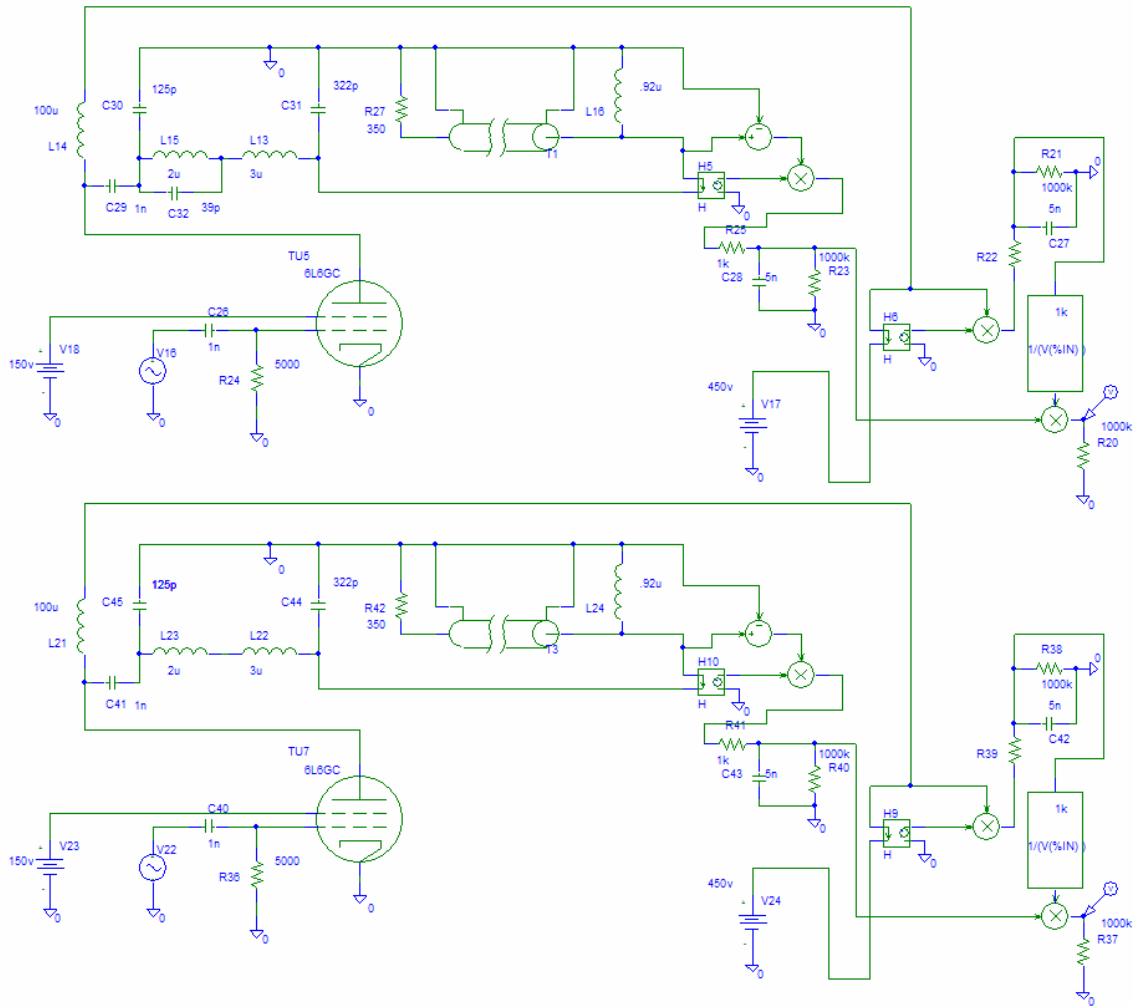 125p
322p
.92u
C30
C31
R27
350
L16
100u
L14
L15
L13
T1
R21
1000k
0
0
2u
3u
H5
C29
1n
C32
39p
H
0
5n
C27
R25
1k
C28
5n
1000k
R23
R22
TU5
6L6GC
0
H6
1k
C26
1n
H
0
1/(V(%IN) )
150v
V18
V16
R24
5000
450v
V17
V
1000k
R20
0
0
0
0
0
0
125p
322p
.92u
C45
C44
R42
350
L24
100u
L21
L23
L22
T3
R38
1000k
0
0
2u
3u
H10
C41
1n
H
0
5n
C42
R41
1k
C43
5n
1000k
R40
R39
TU7
6L6GC
0
H9
1k
C40
1n
H
0
1/(V(%IN) )
150v
V23
V22
R36
5000
450v
V24
V
1000k
R37
0
0
0
0
0
0